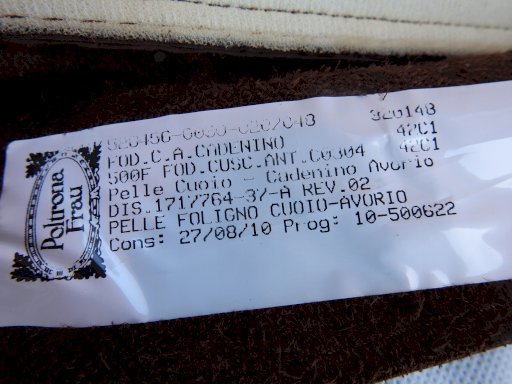 Poltrona
Frau
320148
FOD.C.A.CADENINO 42C1
500F FOD.CUSC.ANT.C0304 42C1
Pelle Cuoio - Cadenino Avorio
DIS.1717764-37-A REV.02
PELLE FOLIGNO CUOIO-AVORIO
Cons: 27/08/10 Prog: 10-500622